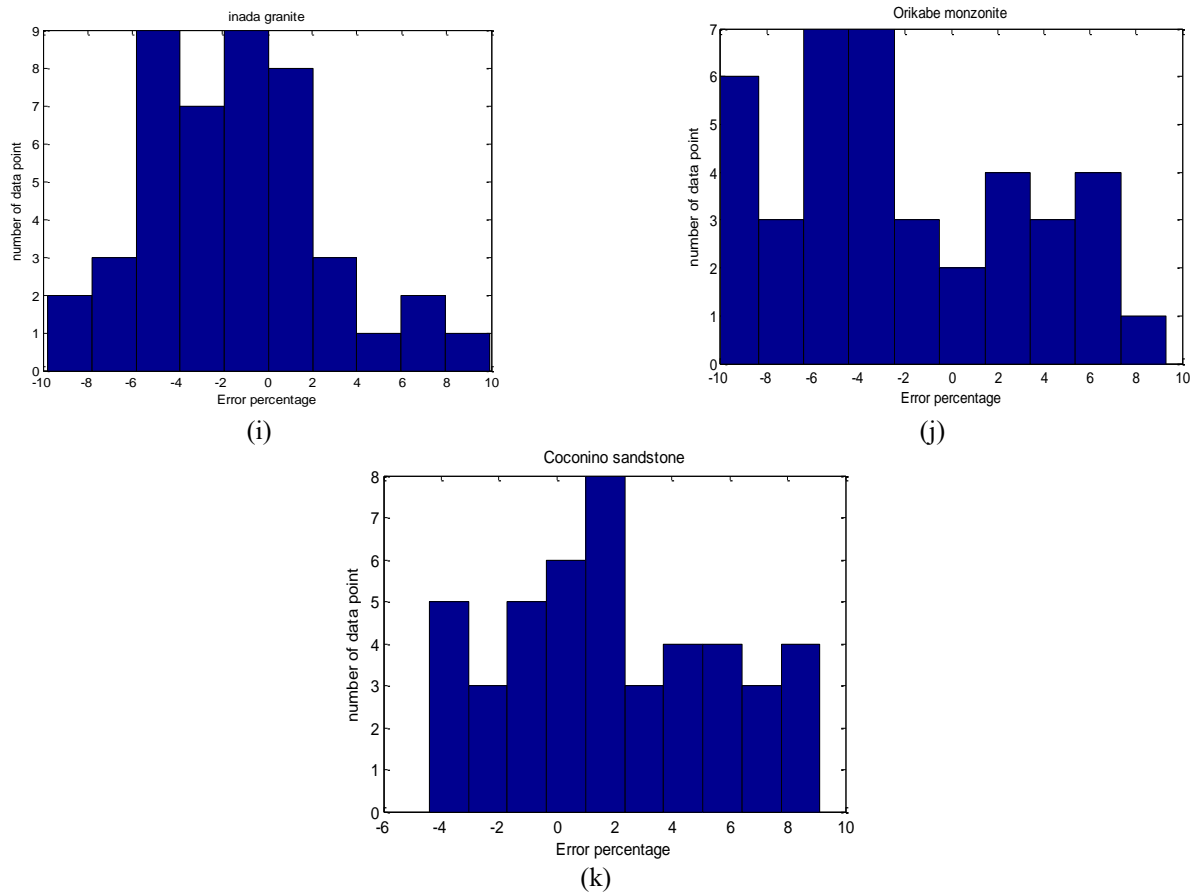 inada granite
number of data point
9
8
7
6
5
4
3
2
1
0
-10 -8 -6 -4 -2 0 2 4 6 8 10
Error percentage
(i)
Orikabe monzonite
number of data point
7
6
5
4
3
2
1
0
-10 -8 -6 -4 -2 0 2 4 6 8 10
Error percentage
(j)
Coconino sandstone
number of data point
8
7
6
5
4
3
2
1
0
-6 -4 -2 0 2 4 6 8 10
Error percentage
(k)